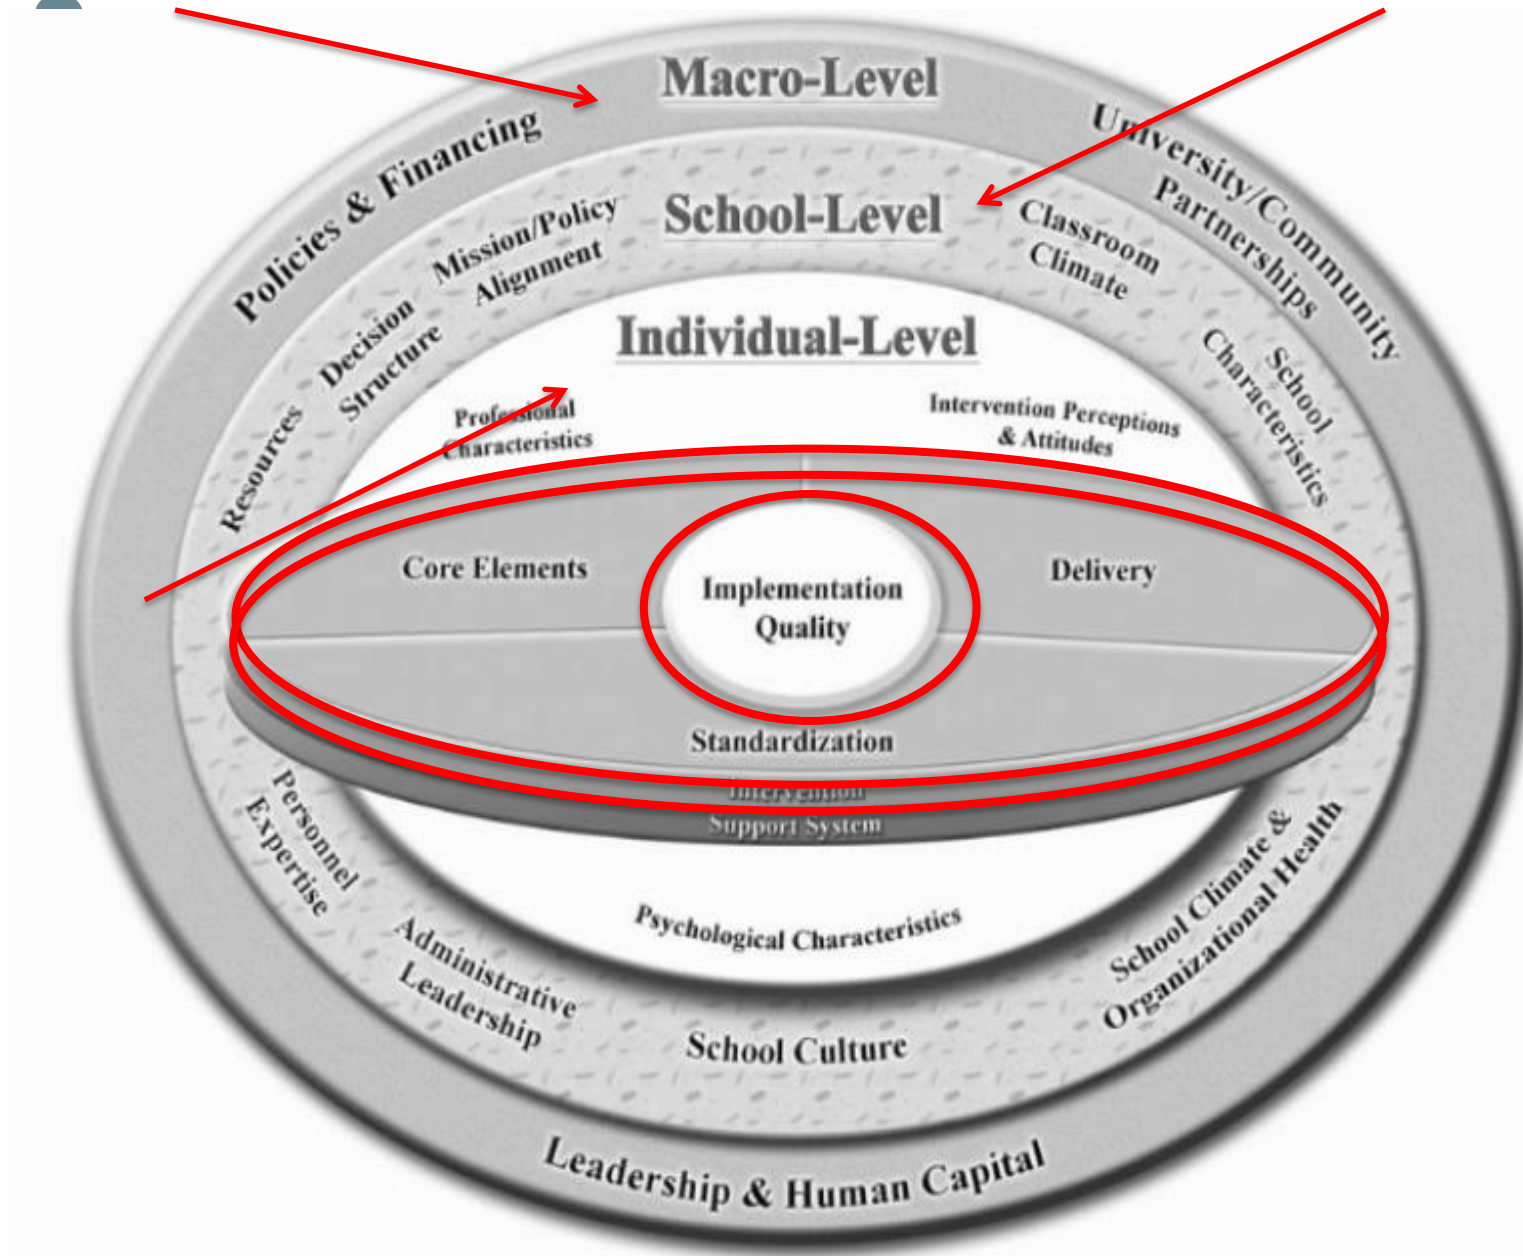 Macro-Level
Policies & Financing
University/Community
Partnerships
School-Level
Mission/Policy
Alignment
Classroom
Climate
Decision
Structure
School
Characteristics
Resources
Individual-Level
Professional
Characteristics
Intervention Perceptions
& Attitudes
Core Elements
Implementation
Quality
Delivery
Standardization
Intervention
Support System
Personnel
Expertise
Psychological Characteristics
School Climate &
Organizational Health
Administrative
Leadership
School Culture
Leadership & Human Capital